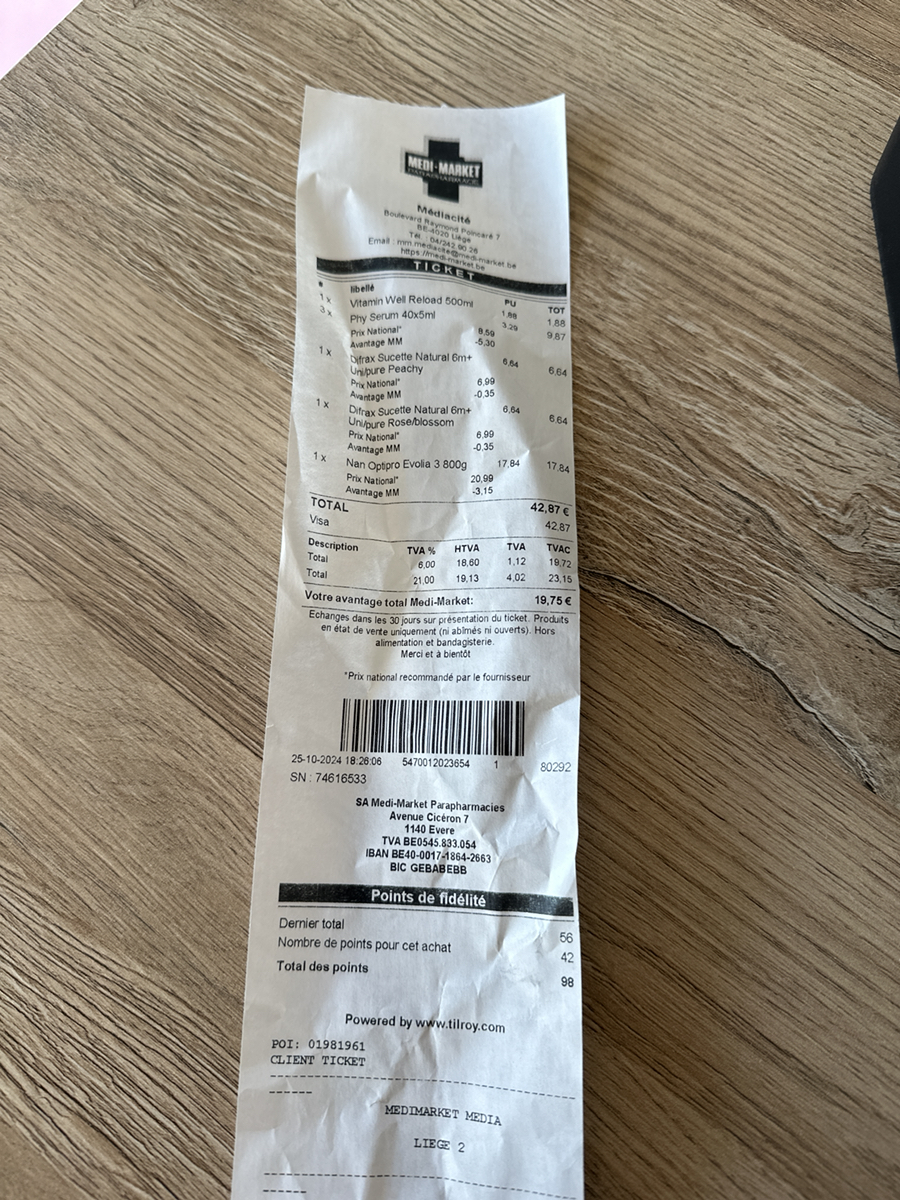 MEDI-MARKET
PARAPHARMACIE
Médiacité
Boulevard Raymond Poincaré 7
BE-4020 Liège
Tél. : 04/242.90.26
Email : mm.mediacite@medi-market.be
https://medi-market.be
TICKET
* libellé PU TOT
1 x Vitamin Well Reload 500ml 1,88 1,88
3 x Phy Serum 40x5ml 3,29 9,87
Prix National* 8,59
Avantage MM -5,30
1 x Difrax Sucette Natural 6m+ 6,64 6,64
Uni/pure Peachy
Prix National* 6,99
Avantage MM -0,35
1 x Difrax Sucette Natural 6m+ 6,64 6,64
Uni/pure Rose/blossom
Prix National* 6,99
Avantage MM -0,35
1 x Nan Optipro Evolia 3 800g 17,84 17,84
Prix National* 20,99
Avantage MM -3,15
TOTAL 42,87 €
Visa 42,87
Description TVA % HTVA TVA TVAC
Total 6,00 18,60 1,12 19,72
Total 21,00 19,13 4,02 23,15
Votre avantage total Medi-Market: 19,75 €
Echanges dans les 30 jours sur présentation du ticket. Produits
en état de vente uniquement (ni abîmés ni ouverts). Hors
alimentation et bandagisterie.
Merci et à bientôt
*Prix national recommandé par le fournisseur
25-10-2024 18:26:06 5470012023654 1 80292
SN : 74616533
SA Medi-Market Parapharmacies
Avenue Cicéron 7
1140 Evere
TVA BE0545.833.054
IBAN BE40-0017-1864-2663
BIC GEBABEBB
Points de fidélité
Dernier total 56
Nombre de points pour cet achat 42
Total des points 98
Powered by www.tilroy.com
POI: 01981961
CLIENT TICKET
MEDIMARKET MEDIA
LIEGE 2